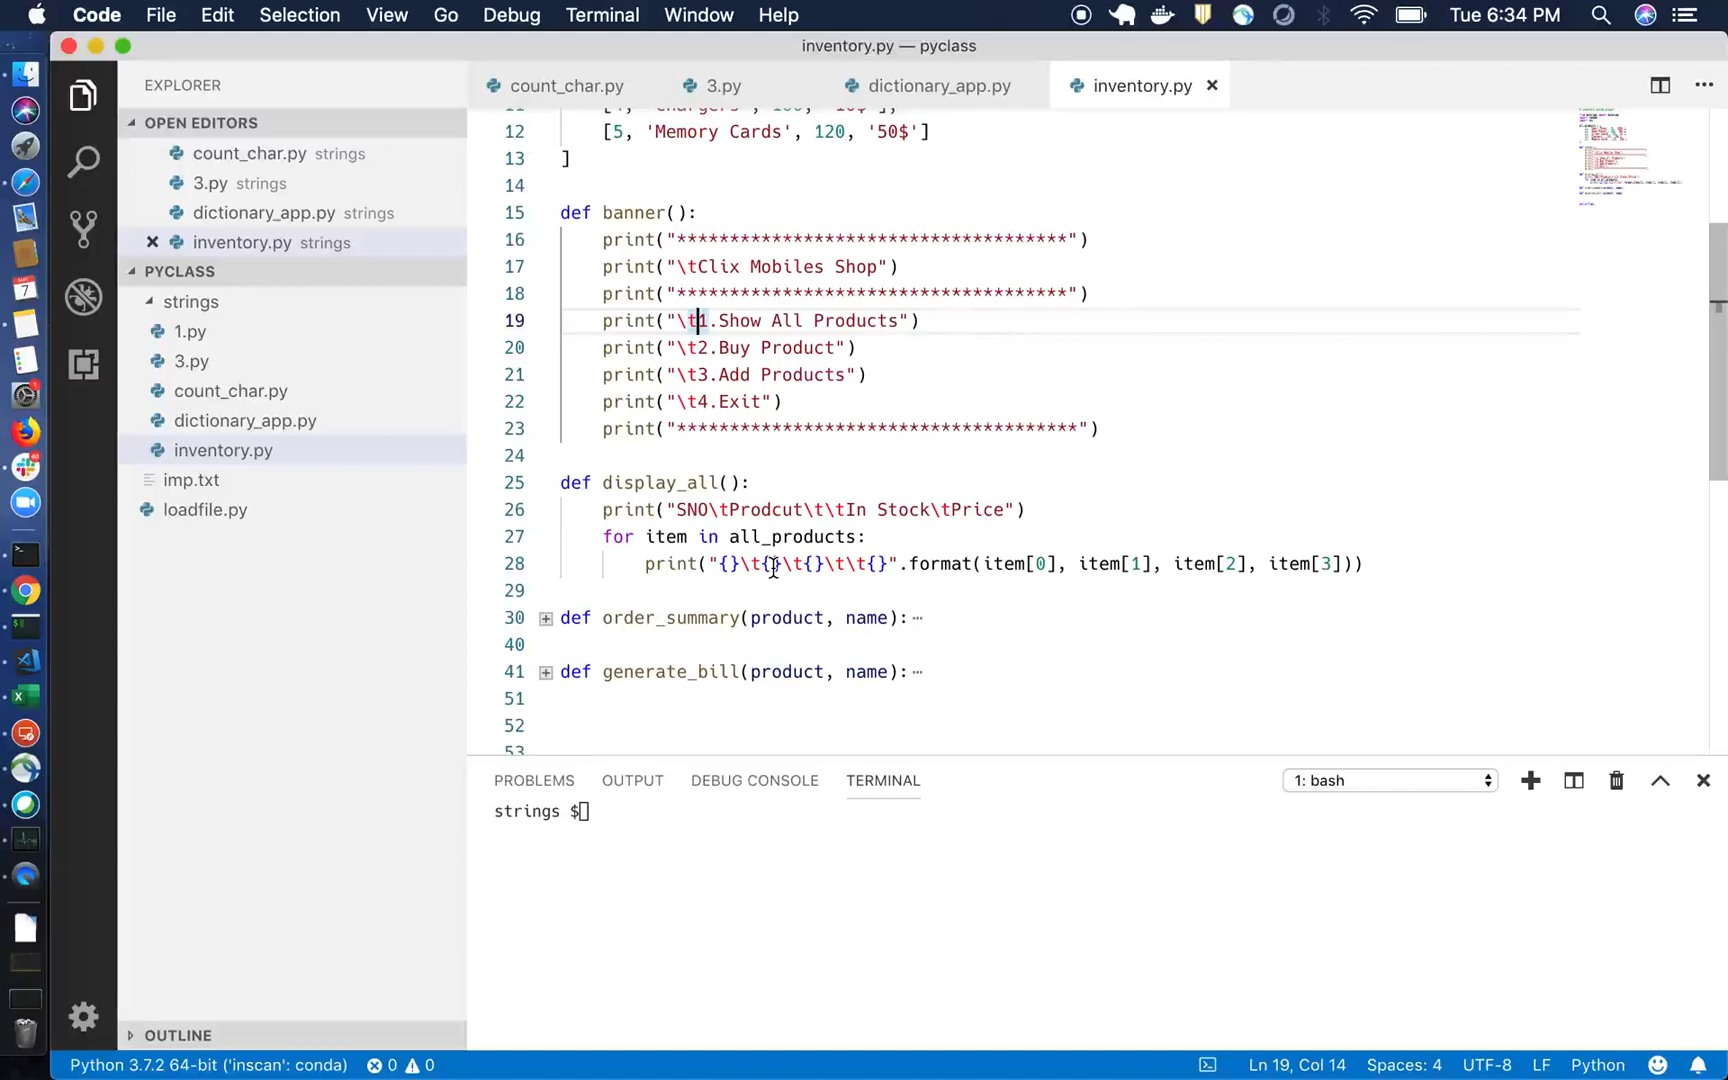 Code File Edit Selection View Go Debug Terminal Window Help Tue 6:34 PM
inventory.py — pyclass
EXPLORER
OPEN EDITORS
count_char.py strings
3.py strings
dictionary_app.py strings
inventory.py strings
PYCLASS
strings
1.py
3.py
count_char.py
dictionary_app.py
inventory.py
imp.txt
loadfile.py
OUTLINE
count_char.py 3.py dictionary_app.py inventory.py
12 [5, 'Memory Cards', 120, '50$']
13 ]
14
15 def banner():
16 print("*************************************")
17 print("\tClix Mobiles Shop")
18 print("*************************************")
19 print("\t1.Show All Products")
20 print("\t2.Buy Product")
21 print("\t3.Add Products")
22 print("\t4.Exit")
23 print("**************************************")
24
25 def display_all():
26 print("SNO\tProdcut\t\tIn Stock\tPrice")
27 for item in all_products:
28 print("{}\t{}\t{}\t\t{}".format(item[0], item[1], item[2], item[3]))
29
30 def order_summary(product, name):
40
41 def generate_bill(product, name):
51
52
53
PROBLEMS OUTPUT DEBUG CONSOLE TERMINAL 1: bash
strings $
Python 3.7.2 64-bit ('inscan': conda) 0 0 Ln 19, Col 14 Spaces: 4 UTF-8 LF Python